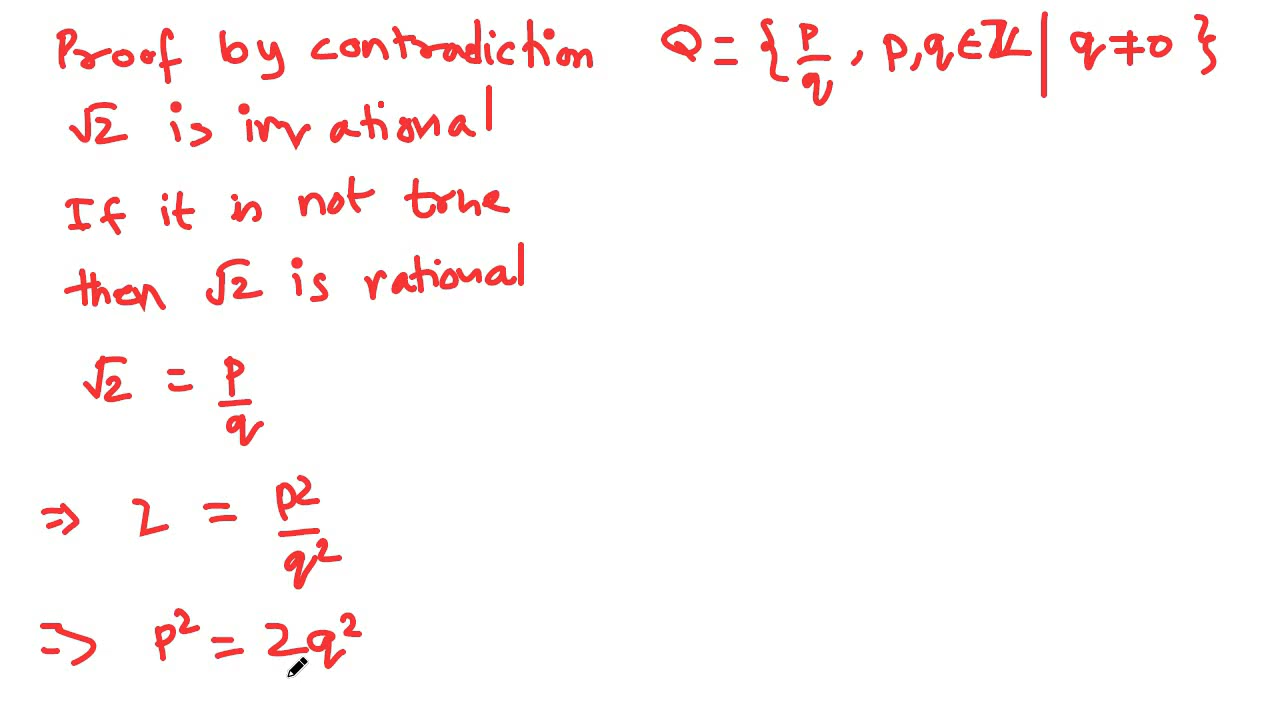 Proof by contradiction
√2 is irrational
If it is not true
then √2 is rational
√2 = p/q
⇒ 2 = p²/q²
⇒ p² = 2q²
Q = { p/q , p,q ∈ ℤ | q ≠ 0 }